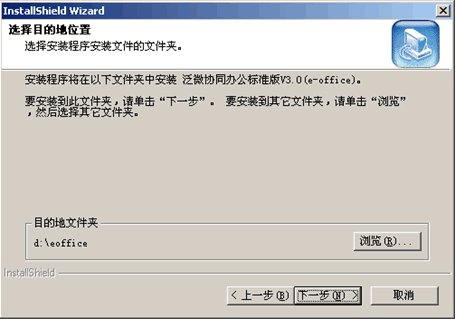 InstallShield Wizard
选择目的地位置
选择安装程序安装文件的文件夹。
安装程序将在以下文件夹中安装 泛微协同办公标准版V3.0(e-office)。
要安装到此文件夹，请单击“下一步”。 要安装到其它文件夹，请单击“浏览”
，然后选择其它文件夹。
目的地文件夹
d:\eoffice
浏览(R)...
InstallShield
< 上一步(B)
下一步(N) >
取消